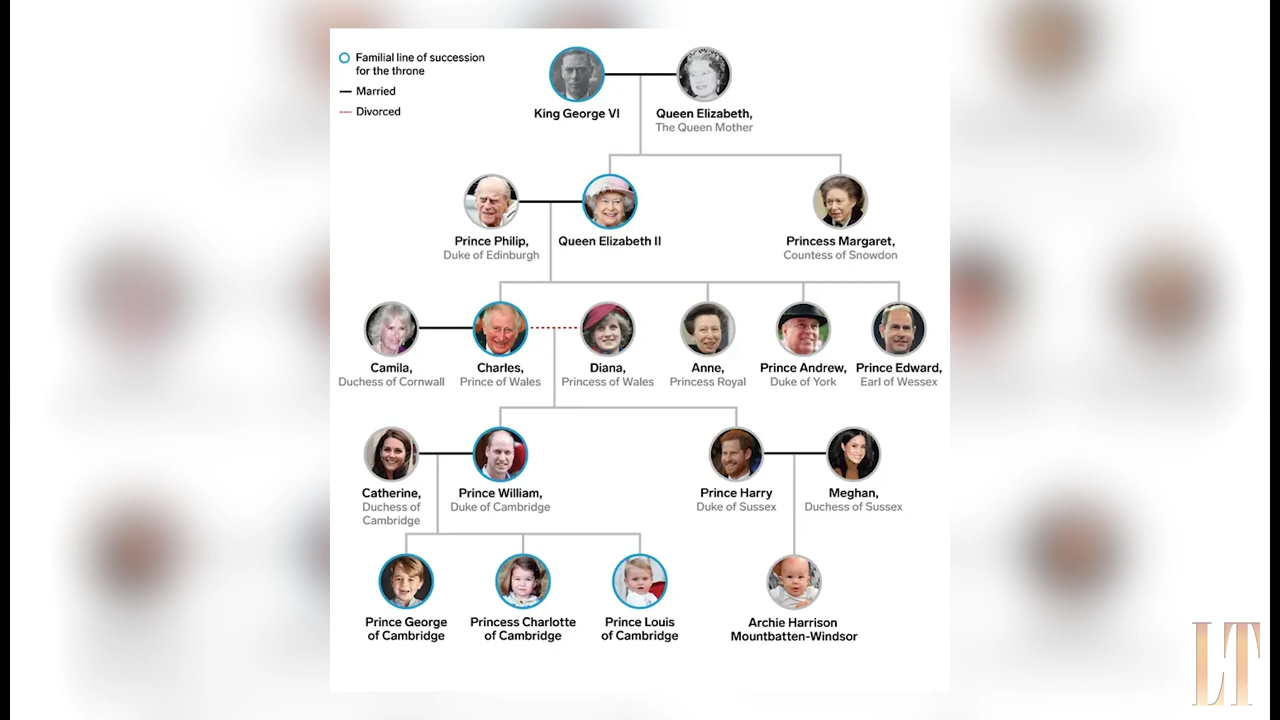 Familial line of succession
for the throne
Married
Divorced
King George VI
Queen Elizabeth,
The Queen Mother
Prince Philip,
Duke of Edinburgh
Queen Elizabeth II
Princess Margaret,
Countess of Snowdon
Camila,
Duchess of Cornwall
Charles,
Prince of Wales
Diana,
Princess of Wales
Anne,
Princess Royal
Prince Andrew,
Duke of York
Prince Edward,
Earl of Wessex
Catherine,
Duchess of
Cambridge
Prince William,
Duke of Cambridge
Prince Harry
Duke of Sussex
Meghan,
Duchess of Sussex
Prince George
of Cambridge
Princess Charlotte
of Cambridge
Prince Louis
of Cambridge
Archie Harrison
Mountbatten-Windsor
LT